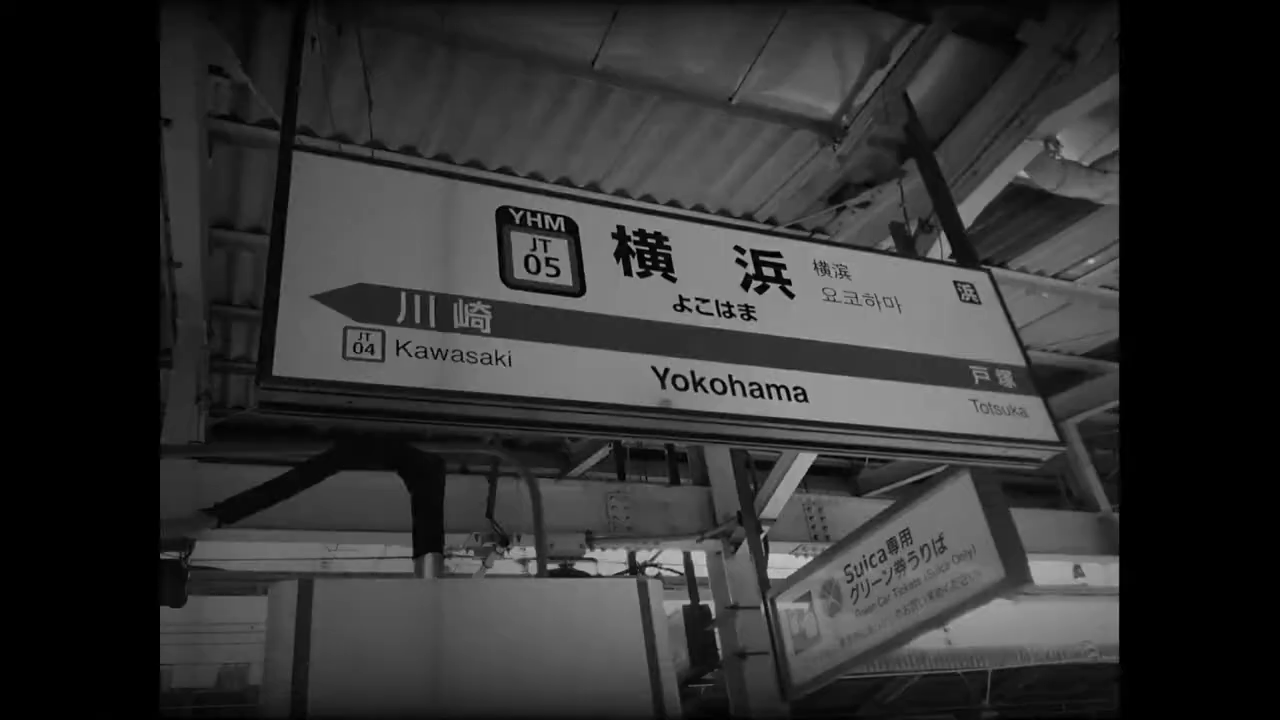 YHM
JT
05
横浜
横滨
요코하마
浜
よこはま
川崎
JT
04
Kawasaki
Yokohama
戸塚
Totsuka
Suica専用
グリーン券うりば
Green Car Tickets (Suica Only)